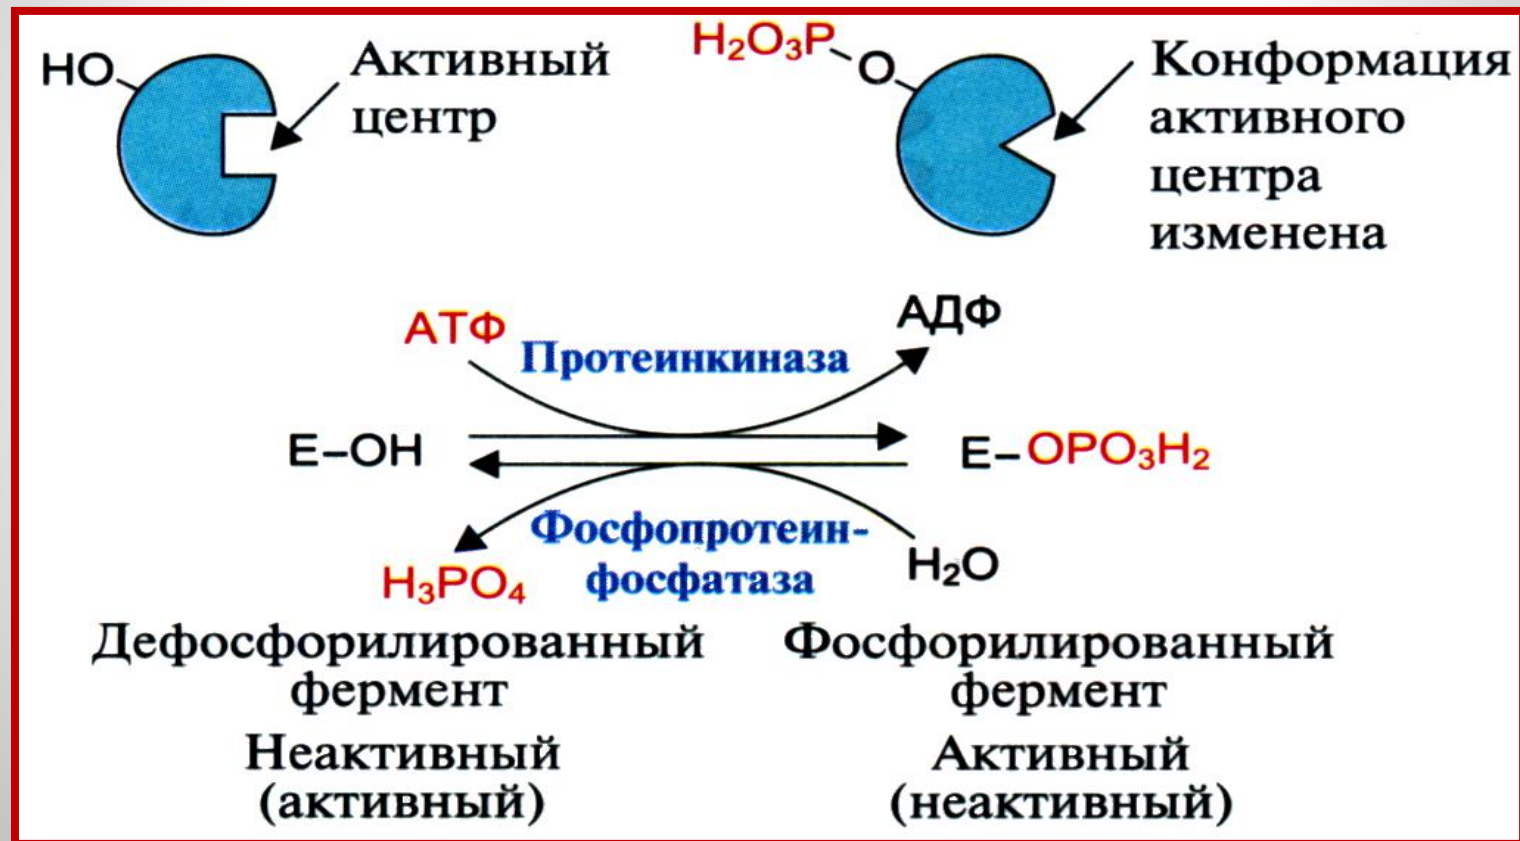 HO
Активный
центр
H₂O₃P
O
Конформация
активного
центра
изменена
АТФ
Протеинкиназа
АДФ
E–OH
E–OPO₃H₂
H₃PO₄
Фосфопротеин-
фосфатаза
H₂O
Дефосфорилированный
фермент
Неактивный
(активный)
Фосфорилированный
фермент
Активный
(неактивный)